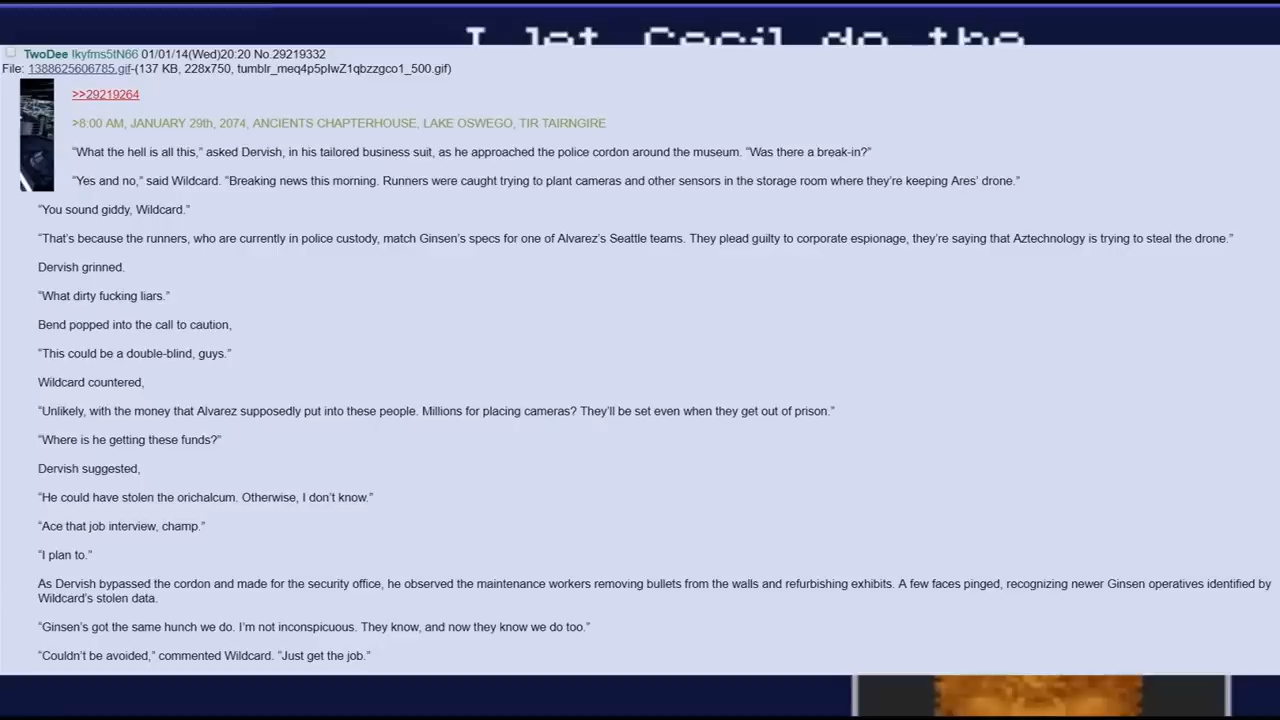 I let Cecil do the
TwoDee !kyfms5tN66 01/01/14(Wed)20:20 No.29219332
File: 1388625606785.gif-(137 KB, 228x750, tumblr_meq4p5pIwZ1qbzzgco1_500.gif)
>>29219264
>8:00 AM, JANUARY 29th, 2074, ANCIENTS CHAPTERHOUSE, LAKE OSWEGO, TIR TAIRNGIRE
“What the hell is all this,” asked Dervish, in his tailored business suit, as he approached the police cordon around the museum. “Was there a break-in?”
“Yes and no,” said Wildcard. “Breaking news this morning. Runners were caught trying to plant cameras and other sensors in the storage room where they’re keeping Ares’ drone.”
“You sound giddy, Wildcard.”
“That’s because the runners, who are currently in police custody, match Ginsen’s specs for one of Alvarez’s Seattle teams. They plead guilty to corporate espionage, they’re saying that Aztechnology is trying to steal the drone.”
Dervish grinned.
“What dirty fucking liars.”
Bend popped into the call to caution,
“This could be a double-blind, guys.”
Wildcard countered,
“Unlikely, with the money that Alvarez supposedly put into these people. Millions for placing cameras? They’ll be set even when they get out of prison.”
“Where is he getting these funds?”
Dervish suggested,
“He could have stolen the orichalcum. Otherwise, I don’t know.”
“Ace that job interview, champ.”
“I plan to.”
As Dervish bypassed the cordon and made for the security office, he observed the maintenance workers removing bullets from the walls and refurbishing exhibits. A few faces pinged, recognizing newer Ginsen operatives identified by
Wildcard’s stolen data.
“Ginsen’s got the same hunch we do. I’m not inconspicuous. They know, and now they know we do too.”
“Couldn’t be avoided,” commented Wildcard. “Just get the job.”